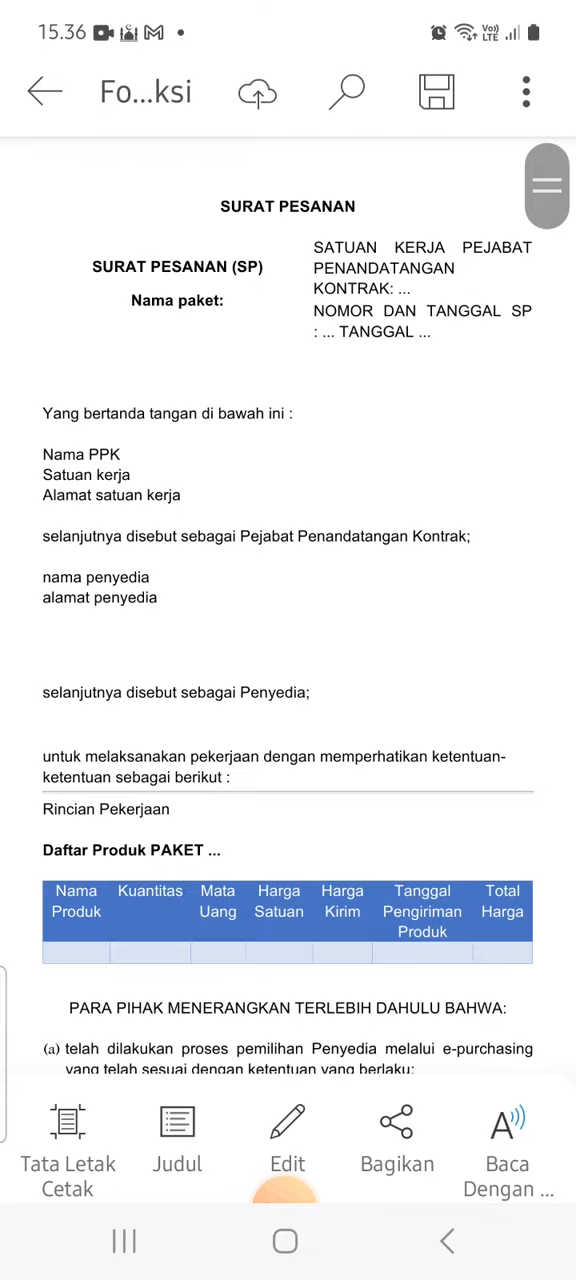 15.36
Vo))
LTE
Fo...ksi
SURAT PESANAN
SURAT PESANAN (SP)
Nama paket:
SATUAN KERJA PEJABAT
PENANDATANGAN
KONTRAK: ...
NOMOR DAN TANGGAL SP
: ... TANGGAL ...
Yang bertanda tangan di bawah ini :
Nama PPK
Satuan kerja
Alamat satuan kerja
selanjutnya disebut sebagai Pejabat Penandatangan Kontrak;
nama penyedia
alamat penyedia
selanjutnya disebut sebagai Penyedia;
untuk melaksanakan pekerjaan dengan memperhatikan ketentuan-
ketentuan sebagai berikut :
Rincian Pekerjaan
Daftar Produk PAKET ...
Nama Produk
Kuantitas
Mata Uang
Harga Satuan
Harga Kirim
Tanggal Pengiriman Produk
Total Harga
PARA PIHAK MENERANGKAN TERLEBIH DAHULU BAHWA:
(a) telah dilakukan proses pemilihan Penyedia melalui e-purchasing
yang telah sesuai dengan ketentuan yang berlaku;
Tata Letak Cetak
Judul
Edit
Bagikan
Baca Dengan ...